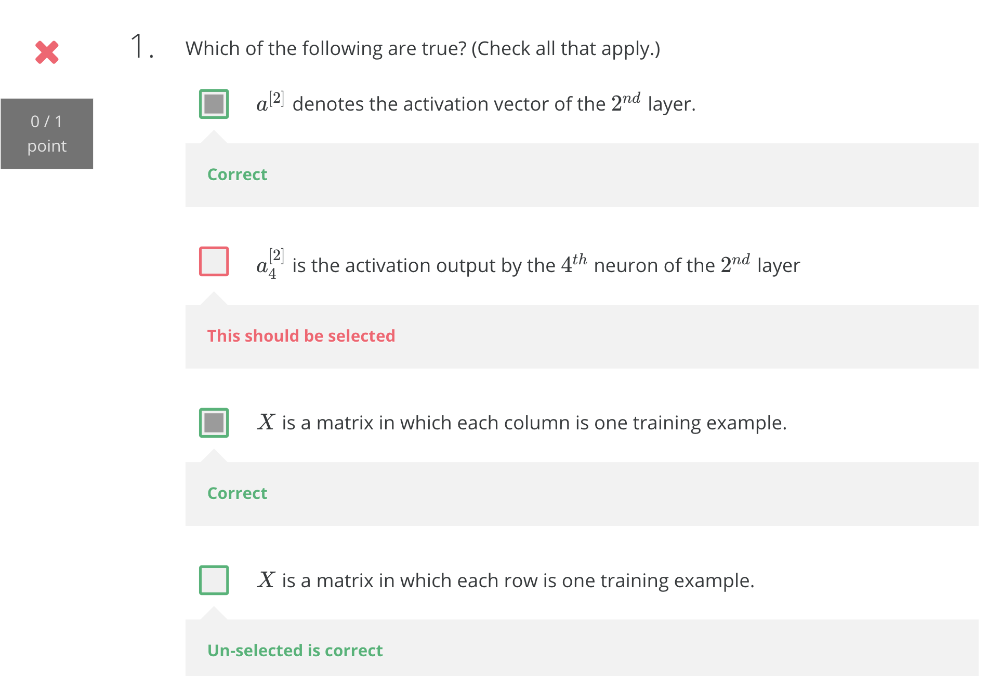 1. Which of the following are true? (Check all that apply.)
0 / 1
point
a^{[2]} denotes the activation vector of the 2^{nd} layer.
Correct
a_4^{[2]} is the activation output by the 4^{th} neuron of the 2^{nd} layer
This should be selected
X is a matrix in which each column is one training example.
Correct
X is a matrix in which each row is one training example.
Un-selected is correct